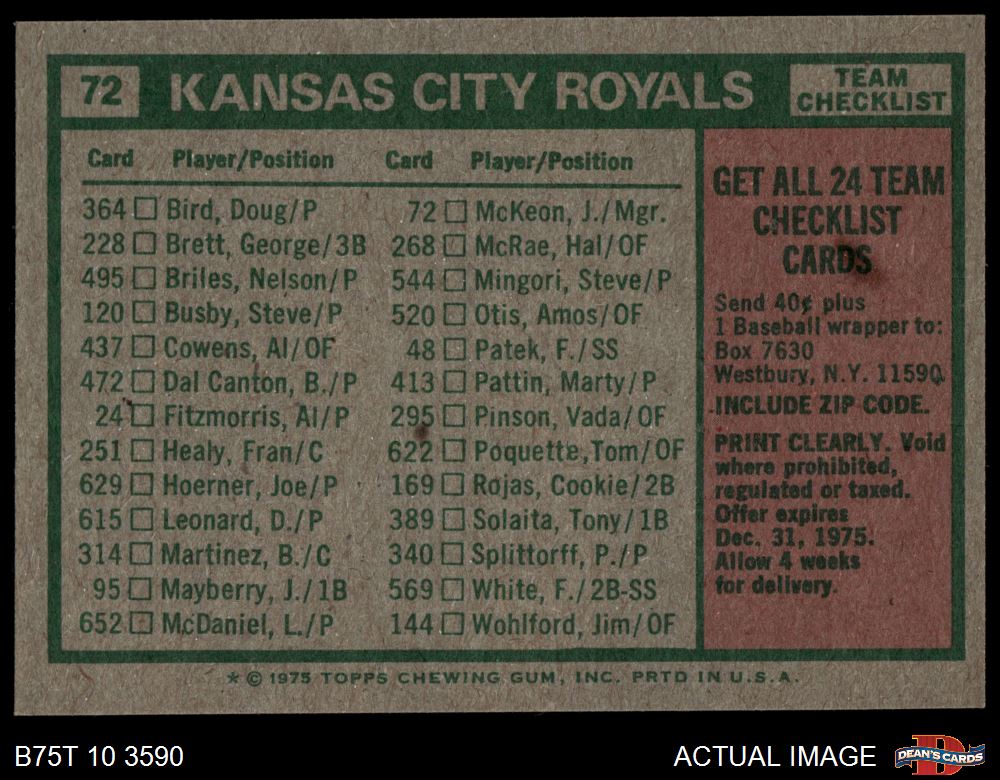 72 KANSAS CITY ROYALS TEAM CHECKLIST
Card Player/Position Card Player/Position
364 Bird, Doug/P
228 Brett, George/3B
495 Briles, Nelson/P
120 Busby, Steve/P
437 Cowens, Al/OF
472 Dal Canton, B./P
24 Fitzmorris, Al/P
251 Healy, Fran/C
629 Hoerner, Joe/P
615 Leonard, D./P
314 Martinez, B./C
95 Mayberry, J./1B
652 McDaniel, L./P
72 McKeon, J./Mgr.
268 McRae, Hal/OF
544 Mingori, Steve/P
520 Otis, Amos/OF
48 Patek, F./SS
413 Pattin, Marty/P
295 Pinson, Vada/OF
622 Poquette,Tom/OF
169 Rojas, Cookie/2B
389 Solaita, Tony/1B
340 Splittorff, P./P
569 White, F./2B-SS
144 Wohlford, Jim/OF
GET ALL 24 TEAM
CHECKLIST
CARDS
Send 40¢ plus
1 Baseball wrapper to:
Box 7630
Westbury, N.Y. 11590
INCLUDE ZIP CODE.
PRINT CLEARLY. Void
where prohibited,
regulated or taxed.
Offer expires
Dec. 31, 1975.
Allow 4 weeks
for delivery.
* © 1975 TOPPS CHEWING GUM, INC. PRTD IN U.S.A.
B75T 10 3590
ACTUAL IMAGE
D
DEAN'S CARDS